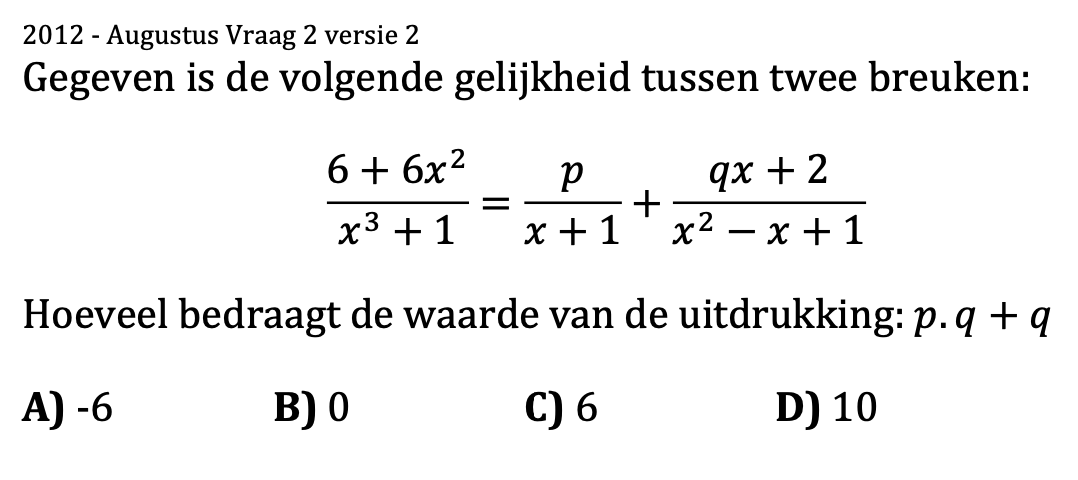 2012 - Augustus Vraag 2 versie 2
Gegeven is de volgende gelijkheid tussen twee breuken:
\frac{6 + 6x^2}{x^3 + 1} = \frac{p}{x + 1} + \frac{qx + 2}{x^2 - x + 1}
Hoeveel bedraagt de waarde van de uitdrukking: p.q + q
A) -6 B) 0 C) 6 D) 10